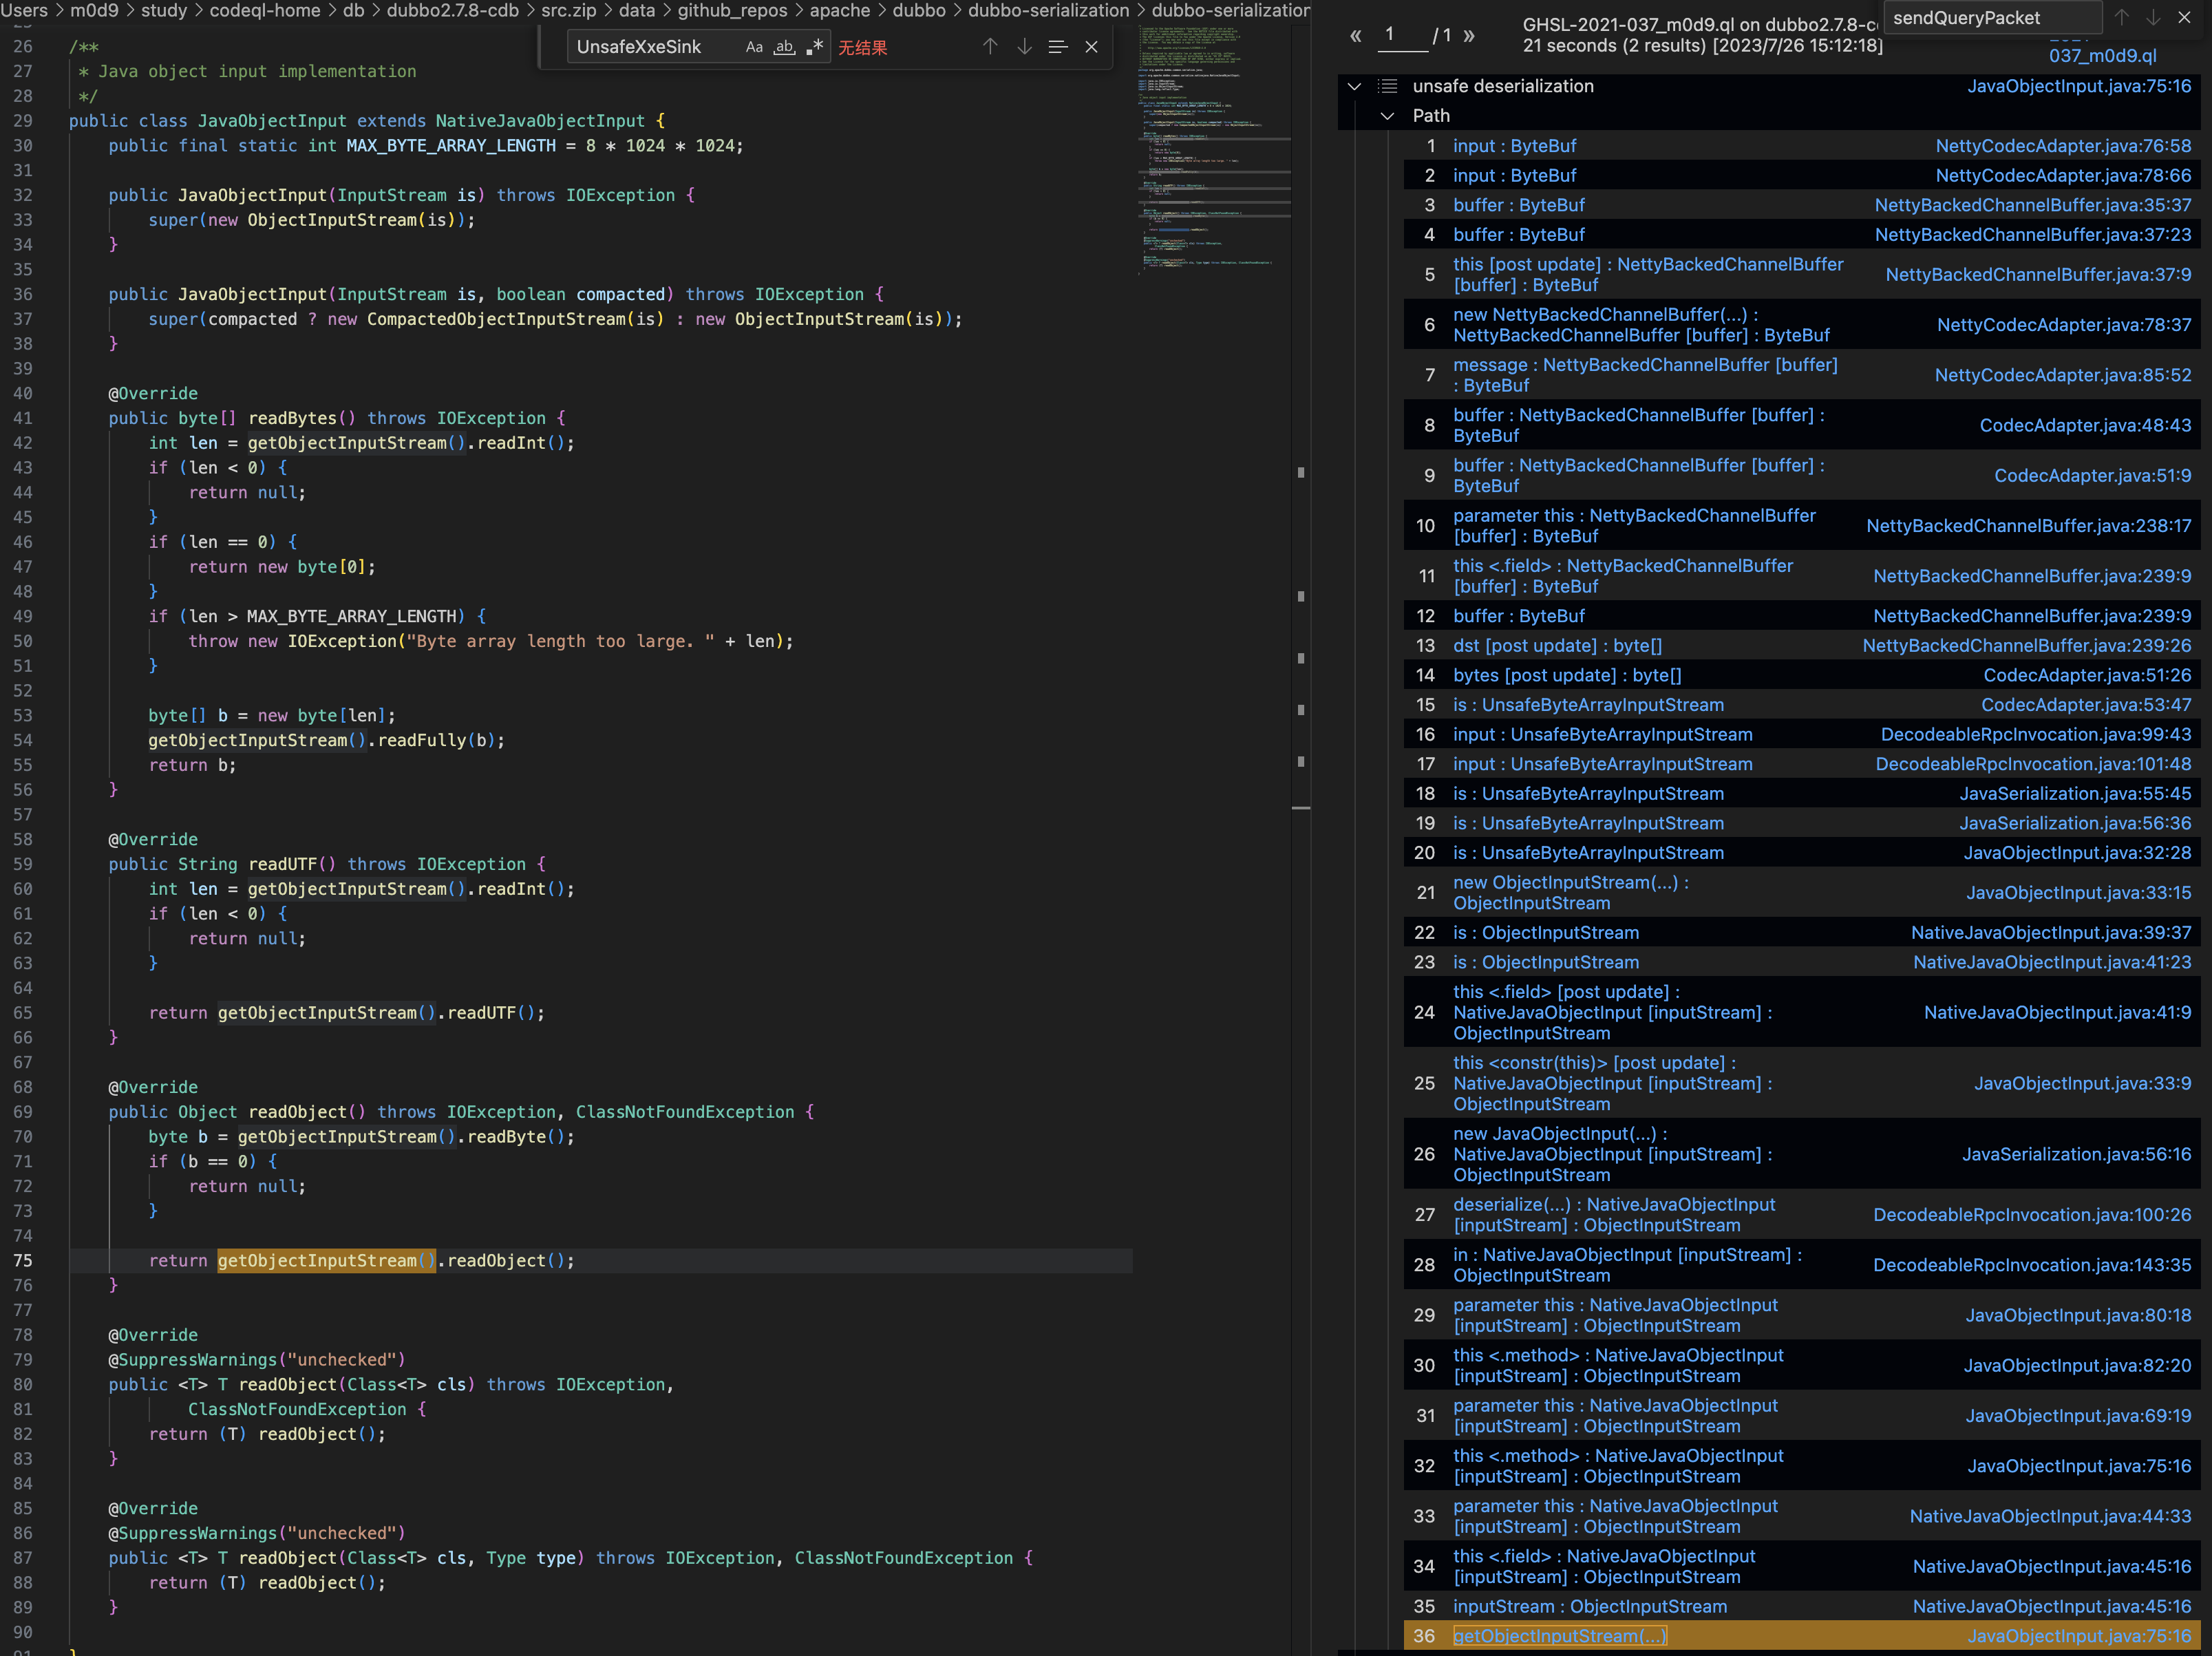 Users > m0d9 > study > codeql-home > db > dubbo2.7.8-cdb > src.zip > data > github_repos > apache > dubbo > dubbo-serialization > dubbo-serialization
UnsafeXxeSink Aa ab .* 无结果
26 /**
27  * Java object input implementation
28  */
29 public class JavaObjectInput extends NativeJavaObjectInput {
30     public final static int MAX_BYTE_ARRAY_LENGTH = 8 * 1024 * 1024;
31
32     public JavaObjectInput(InputStream is) throws IOException {
33         super(new ObjectInputStream(is));
34     }
35
36     public JavaObjectInput(InputStream is, boolean compacted) throws IOException {
37         super(compacted ? new CompactedObjectInputStream(is) : new ObjectInputStream(is));
38     }
39
40     @Override
41     public byte[] readBytes() throws IOException {
42         int len = getObjectInputStream().readInt();
43         if (len < 0) {
44             return null;
45         }
46         if (len == 0) {
47             return new byte[0];
48         }
49         if (len > MAX_BYTE_ARRAY_LENGTH) {
50             throw new IOException("Byte array length too large. " + len);
51         }
52
53         byte[] b = new byte[len];
54         getObjectInputStream().readFully(b);
55         return b;
56     }
57
58     @Override
59     public String readUTF() throws IOException {
60         int len = getObjectInputStream().readInt();
61         if (len < 0) {
62             return null;
63         }
64
65         return getObjectInputStream().readUTF();
66     }
67
68     @Override
69     public Object readObject() throws IOException, ClassNotFoundException {
70         byte b = getObjectInputStream().readByte();
71         if (b == 0) {
72             return null;
73         }
74
75         return getObjectInputStream().readObject();
76     }
77
78     @Override
79     @SuppressWarnings("unchecked")
80     public <T> T readObject(Class<T> cls) throws IOException,
81             ClassNotFoundException {
82         return (T) readObject();
83     }
84
85     @Override
86     @SuppressWarnings("unchecked")
87     public <T> T readObject(Class<T> cls, Type type) throws IOException, ClassNotFoundException {
88         return (T) readObject();
89     }
90
91 }
sendQueryPacket
« 1 / 1 »
GHSL-2021-037_m0d9.ql on dubbo2.7.8-c
21 seconds (2 results) [2023/7/26 15:12:18]
037_m0d9.ql
unsafe deserialization JavaObjectInput.java:75:16
Path
1 input : ByteBuf NettyCodecAdapter.java:76:58
2 input : ByteBuf NettyCodecAdapter.java:78:66
3 buffer : ByteBuf NettyBackedChannelBuffer.java:35:37
4 buffer : ByteBuf NettyBackedChannelBuffer.java:37:23
5 this [post update] : NettyBackedChannelBuffer
[buffer] : ByteBuf NettyBackedChannelBuffer.java:37:9
6 new NettyBackedChannelBuffer(...) :
NettyBackedChannelBuffer [buffer] : ByteBuf NettyCodecAdapter.java:78:37
7 message : NettyBackedChannelBuffer [buffer]
: ByteBuf NettyCodecAdapter.java:85:52
8 buffer : NettyBackedChannelBuffer [buffer] :
ByteBuf CodecAdapter.java:48:43
9 buffer : NettyBackedChannelBuffer [buffer] :
ByteBuf CodecAdapter.java:51:9
10 parameter this : NettyBackedChannelBuffer
[buffer] : ByteBuf NettyBackedChannelBuffer.java:238:17
11 this <.field> : NettyBackedChannelBuffer
[buffer] : ByteBuf NettyBackedChannelBuffer.java:239:9
12 buffer : ByteBuf NettyBackedChannelBuffer.java:239:9
13 dst [post update] : byte[] NettyBackedChannelBuffer.java:239:26
14 bytes [post update] : byte[] CodecAdapter.java:51:26
15 is : UnsafeByteArrayInputStream CodecAdapter.java:53:47
16 input : UnsafeByteArrayInputStream DecodeableRpcInvocation.java:99:43
17 input : UnsafeByteArrayInputStream DecodeableRpcInvocation.java:101:48
18 is : UnsafeByteArrayInputStream JavaSerialization.java:55:45
19 is : UnsafeByteArrayInputStream JavaSerialization.java:56:36
20 is : UnsafeByteArrayInputStream JavaObjectInput.java:32:28
21 new ObjectInputStream(...) :
ObjectInputStream JavaObjectInput.java:33:15
22 is : ObjectInputStream NativeJavaObjectInput.java:39:37
23 is : ObjectInputStream NativeJavaObjectInput.java:41:23
24 this <.field> [post update] :
NativeJavaObjectInput [inputStream] :
ObjectInputStream NativeJavaObjectInput.java:41:9
25 this <constr(this)> [post update] :
NativeJavaObjectInput [inputStream] :
ObjectInputStream JavaObjectInput.java:33:9
26 new JavaObjectInput(...) :
NativeJavaObjectInput [inputStream] :
ObjectInputStream JavaSerialization.java:56:16
27 deserialize(...) : NativeJavaObjectInput
[inputStream] : ObjectInputStream DecodeableRpcInvocation.java:100:26
28 in : NativeJavaObjectInput [inputStream] :
ObjectInputStream DecodeableRpcInvocation.java:143:35
29 parameter this : NativeJavaObjectInput
[inputStream] : ObjectInputStream JavaObjectInput.java:80:18
30 this <.method> : NativeJavaObjectInput
[inputStream] : ObjectInputStream JavaObjectInput.java:82:20
31 parameter this : NativeJavaObjectInput
[inputStream] : ObjectInputStream JavaObjectInput.java:69:19
32 this <.method> : NativeJavaObjectInput
[inputStream] : ObjectInputStream JavaObjectInput.java:75:16
33 parameter this : NativeJavaObjectInput
[inputStream] : ObjectInputStream NativeJavaObjectInput.java:44:33
34 this <.field> : NativeJavaObjectInput
[inputStream] : ObjectInputStream NativeJavaObjectInput.java:45:16
35 inputStream : ObjectInputStream NativeJavaObjectInput.java:45:16
36 getObjectInputStream(...) JavaObjectInput.java:75:16